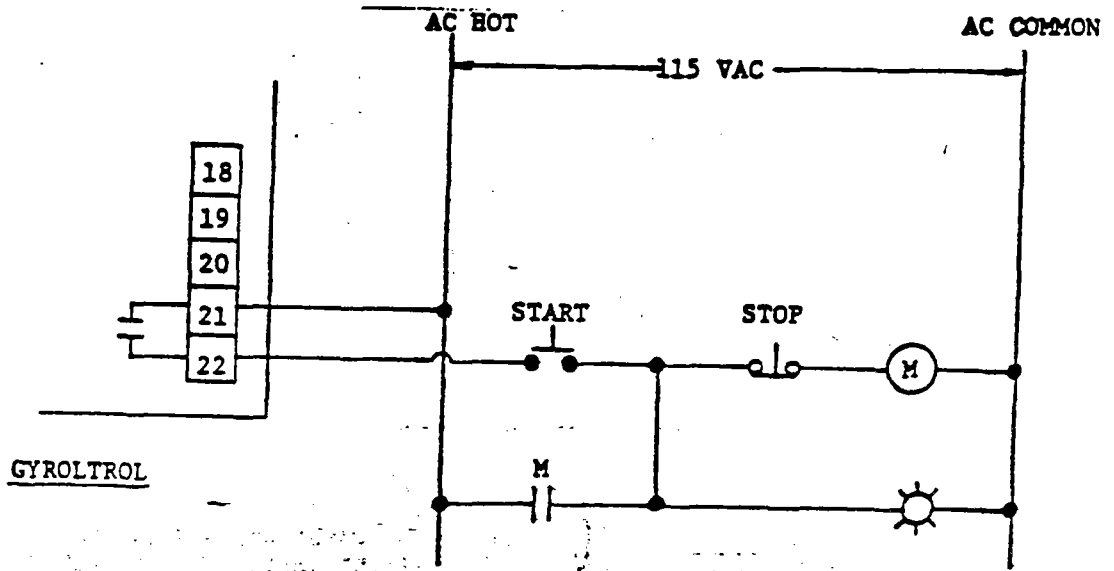 AC HOT
AC COMMON
115 VAC
18
19
20
21
22
START
STOP
M
M
GYROLTROL